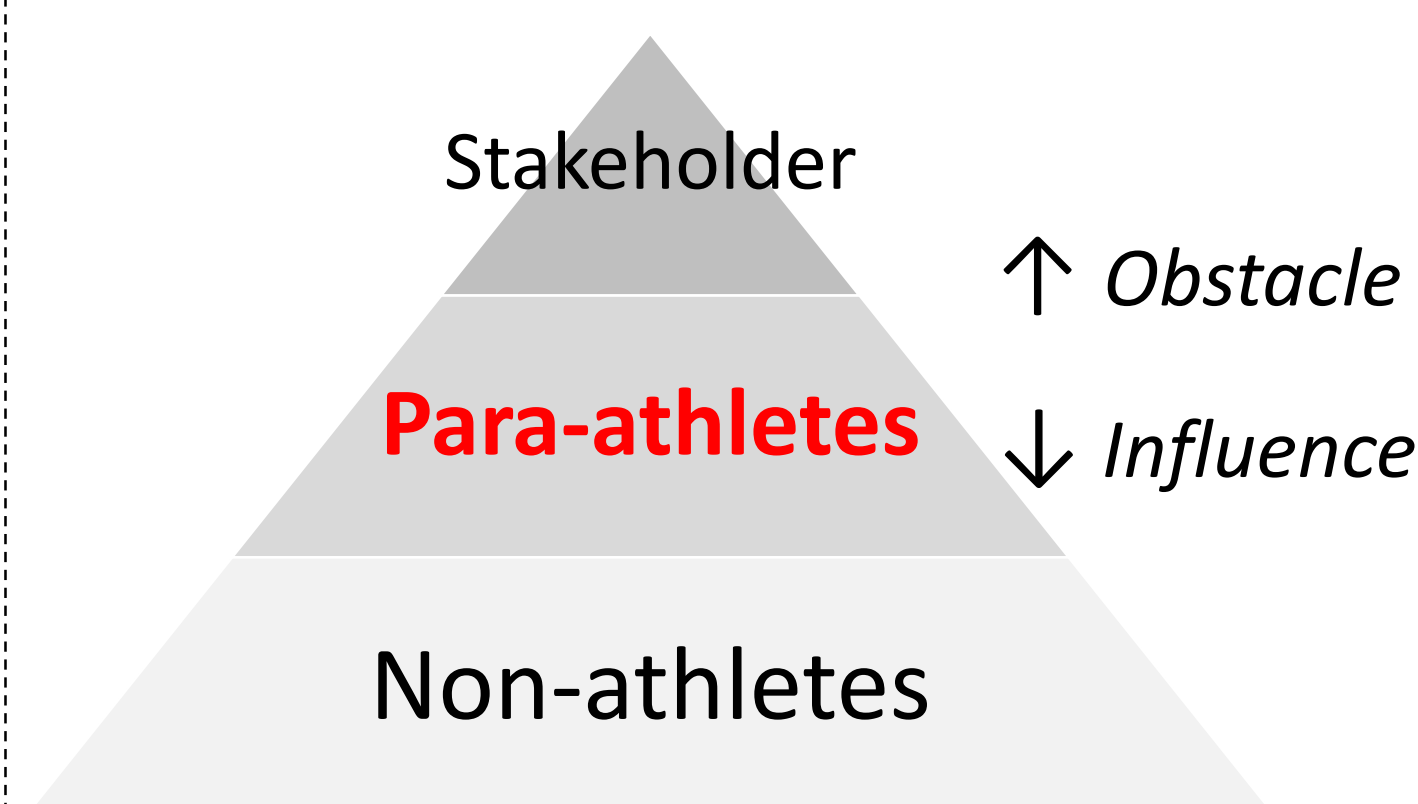 Stakeholder
↑ Obstacle
Para-athletes
↓ Influence
Non-athletes